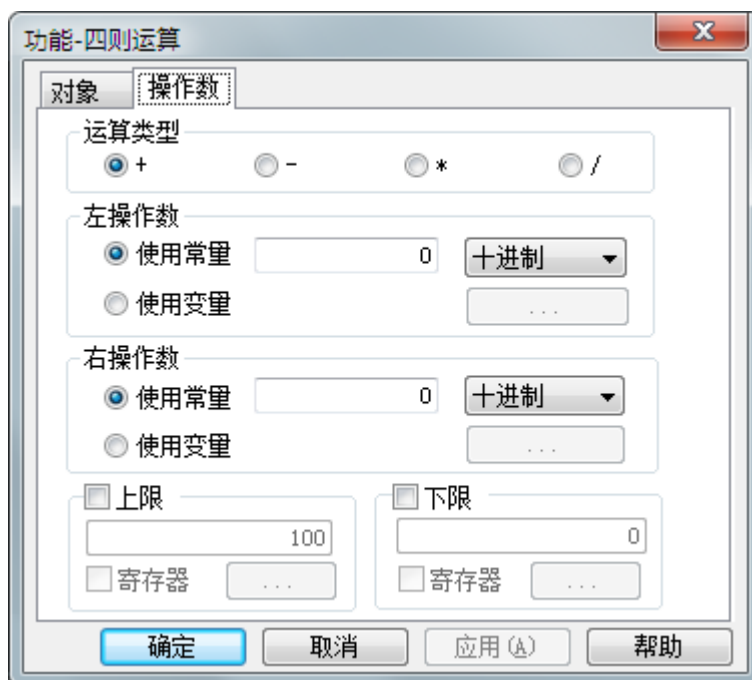 功能-四则运算
对象 操作数
运算类型
+ - * /
左操作数
使用常量 0 十进制
使用变量 ...
右操作数
使用常量 0 十进制
使用变量 ...
上限 下限
100 0
寄存器 ... 寄存器 ...
确定 取消 应用(A) 帮助